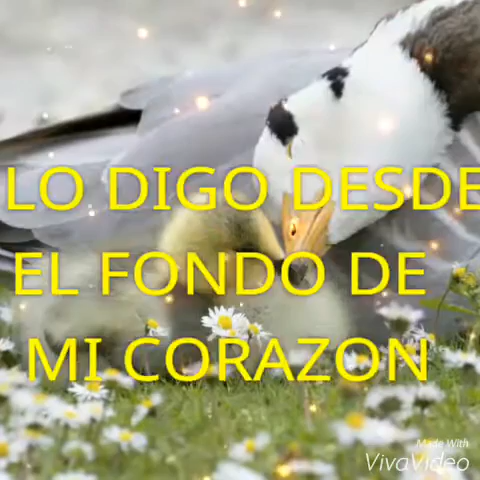 LO DIGO DESDE
EL FONDO DE
MI CORAZON
Made With
VivaVideo